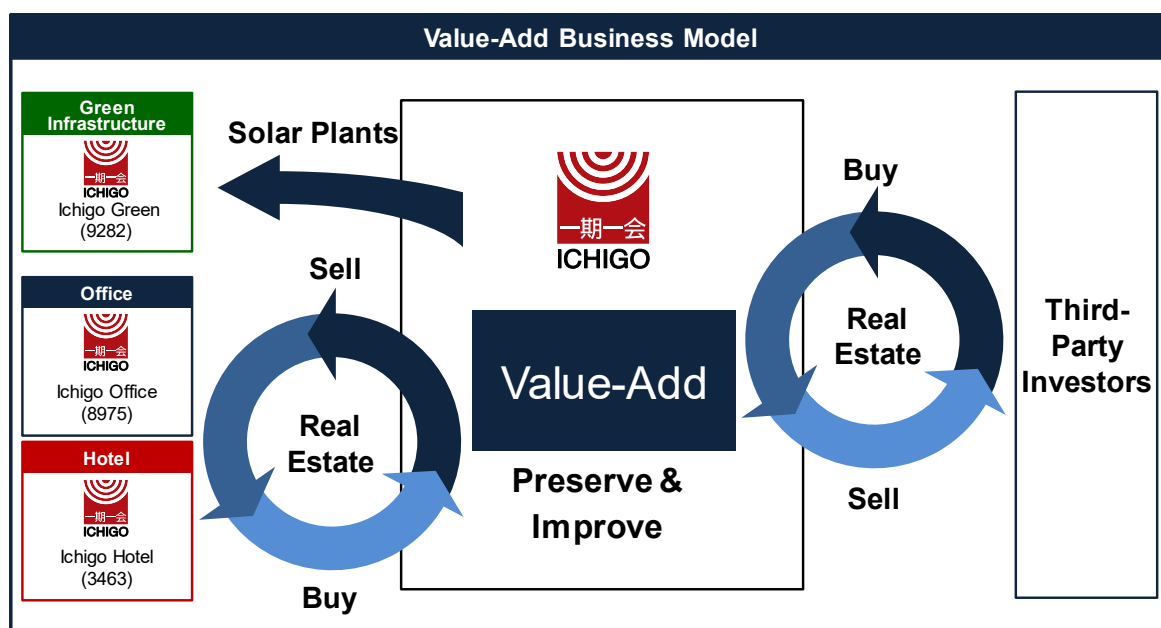 Value-Add Business Model
Green
Infrastructure
一期一会
ICHIGO
Ichigo Green
(9282)
Office
一期一会
ICHIGO
Ichigo Office
(8975)
Hotel
一期一会
ICHIGO
Ichigo Hotel
(3463)
Solar Plants
Sell
Real
Estate
Buy
一期一会
ICHIGO
Value-Add
Preserve &
Improve
Buy
Real
Estate
Sell
Third-
Party
Investors